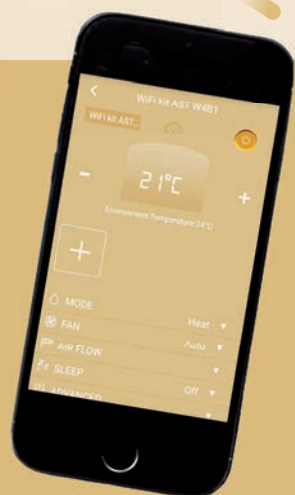 WiFi kit AST W4B1
WiFi kit AST...
- 21°C +
Environment Temperature 24°C
+
MODE Heat
FAN Auto
AIR FLOW
SLEEP Off
ADVANCED